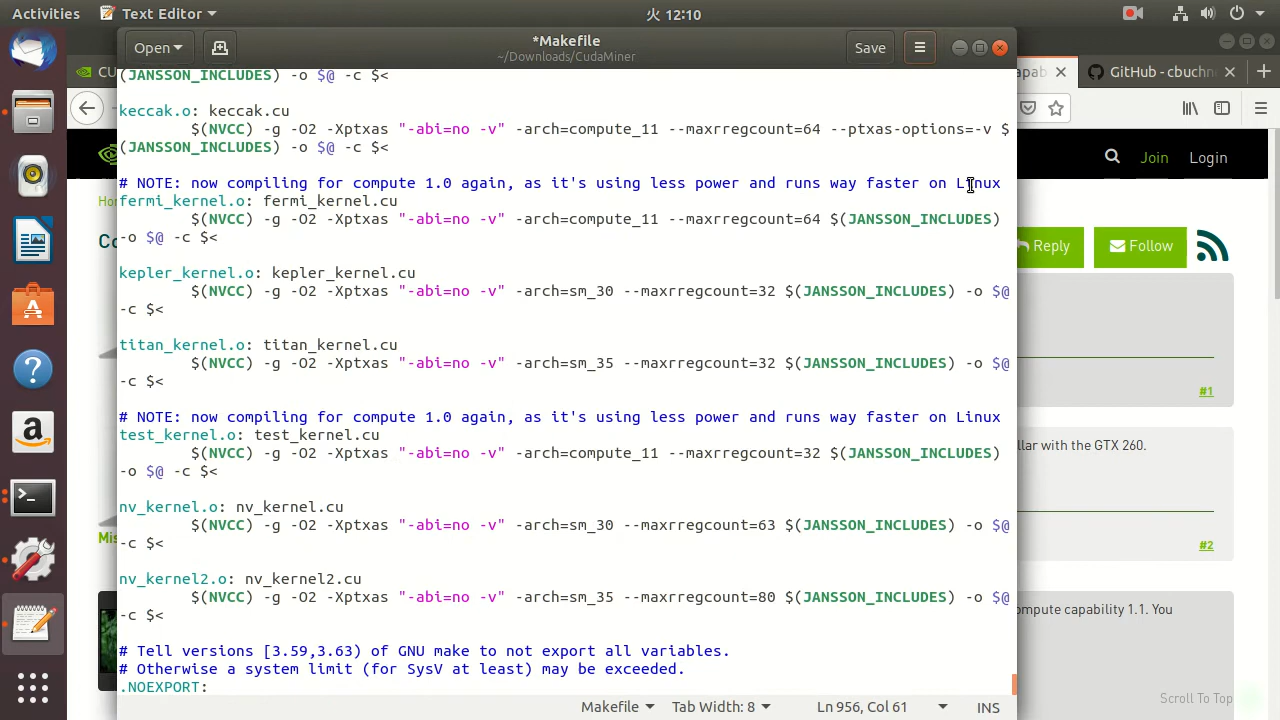 Activities
Text Editor
火 12:10
Open
*Makefile
~/Downloads/CudaMiner
Save
CU
apab
GitHub - cbuchn
(JANSSON_INCLUDES) -o $@ -c $<
keccak.o: keccak.cu
$(NVCC) -g -O2 -Xptxas "-abi=no -v" -arch=compute_11 --maxrregcount=64 --ptxas-options=-v $
(JANSSON_INCLUDES) -o $@ -c $<
# NOTE: now compiling for compute 1.0 again, as it's using less power and runs way faster on Linux
fermi_kernel.o: fermi_kernel.cu
$(NVCC) -g -O2 -Xptxas "-abi=no -v" -arch=compute_11 --maxrregcount=64 $(JANSSON_INCLUDES)
-o $@ -c $<
kepler_kernel.o: kepler_kernel.cu
$(NVCC) -g -O2 -Xptxas "-abi=no -v" -arch=sm_30 --maxrregcount=32 $(JANSSON_INCLUDES) -o $@
-c $<
titan_kernel.o: titan_kernel.cu
$(NVCC) -g -O2 -Xptxas "-abi=no -v" -arch=sm_35 --maxrregcount=32 $(JANSSON_INCLUDES) -o $@
-c $<
# NOTE: now compiling for compute 1.0 again, as it's using less power and runs way faster on Linux
test_kernel.o: test_kernel.cu
$(NVCC) -g -O2 -Xptxas "-abi=no -v" -arch=compute_11 --maxrregcount=32 $(JANSSON_INCLUDES)
-o $@ -c $<
nv_kernel.o: nv_kernel.cu
$(NVCC) -g -O2 -Xptxas "-abi=no -v" -arch=sm_30 --maxrregcount=63 $(JANSSON_INCLUDES) -o $@
-c $<
nv_kernel2.o: nv_kernel2.cu
$(NVCC) -g -O2 -Xptxas "-abi=no -v" -arch=sm_35 --maxrregcount=80 $(JANSSON_INCLUDES) -o $@
-c $<
# Tell versions [3.59,3.63) of GNU make to not export all variables.
# Otherwise a system limit (for SysV at least) may be exceeded.
.NOEXPORT:
Makefile
Tab Width: 8
Ln 956, Col 61
INS
Join
Login
Ho
Co
Reply
Follow
#1
llar with the GTX 260.
#2
Mis
ompute capability 1.1. You
Scroll To Top